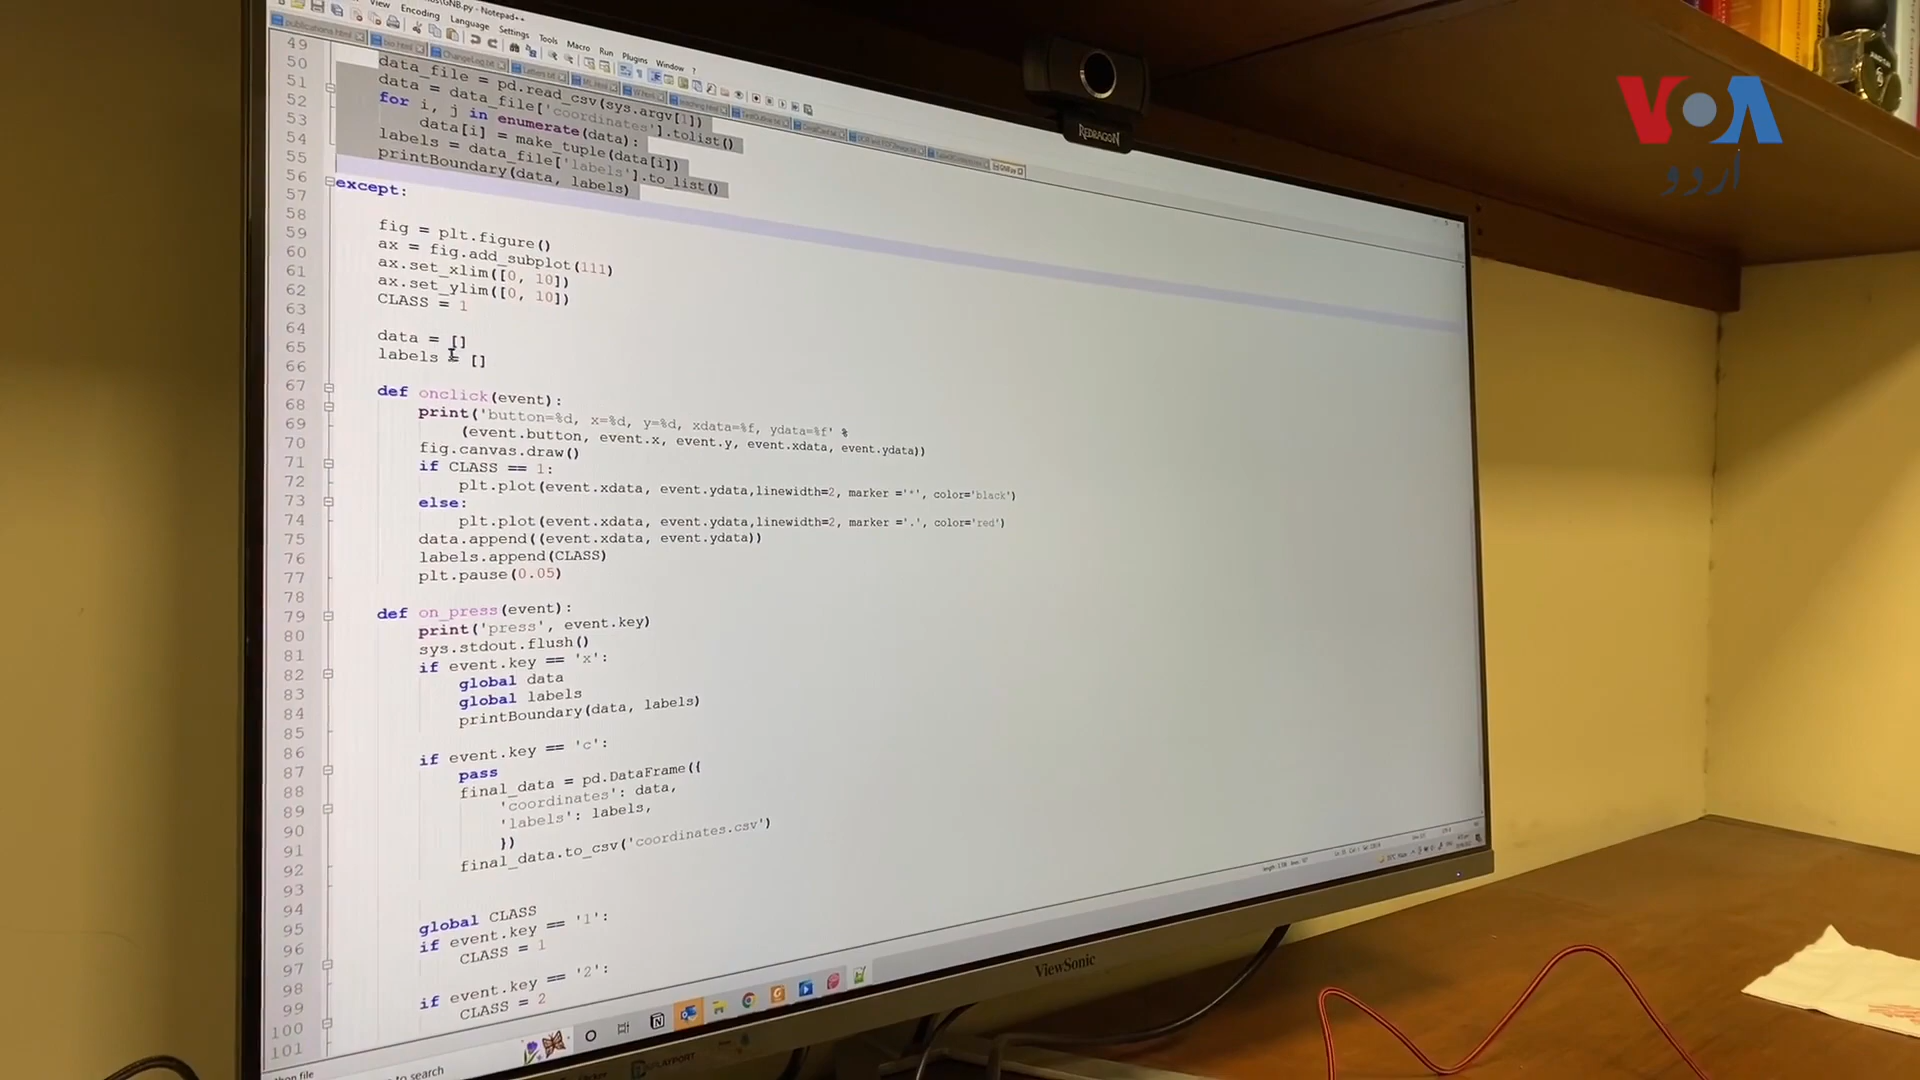 GNB.py - Notepad++
View Encoding Language Settings Tools Macro Run Plugins Window ?
publications.html bio.html ChangeLog.txt
49
50 data_file = pd.read_csv(sys.argv[1])
51 data = data_file['coordinates'].tolist()
52 for i, j in enumerate(data):
53 data[i] = make_tuple(data[i])
54 labels = data_file['labels'].to_list()
55 printBoundary(data, labels)
56 except:
57
58
59 fig = plt.figure()
60 ax = fig.add_subplot(111)
61 ax.set_xlim([0, 10])
62 ax.set_ylim([0, 10])
63 CLASS = 1
64
65 data = []
66 labels = []
67 def onclick(event):
68 print('button=%d, x=%d, y=%d, xdata=%f, ydata=%f' %
69 (event.button, event.x, event.y, event.xdata, event.ydata))
70 fig.canvas.draw()
71 if CLASS == 1:
72 plt.plot(event.xdata, event.ydata,linewidth=2, marker ='*', color='black')
73 else:
74 plt.plot(event.xdata, event.ydata,linewidth=2, marker ='.', color='red')
75 data.append((event.xdata, event.ydata))
76 labels.append(CLASS)
77 plt.pause(0.05)
78
79 def on_press(event):
80 print('press', event.key)
81 sys.stdout.flush()
82 if event.key == 'x':
83 global data
84 global labels
85 printBoundary(data, labels)
86 if event.key == 'c':
87 pass
88 final_data = pd.DataFrame({
89 'coordinates': data,
90 'labels': labels,
91 })
92 final_data.to_csv('coordinates.csv')
93
94
95 global CLASS
96 if event.key == '1':
97 CLASS = 1
98
99 if event.key == '2':
100 CLASS = 2
101
to search
REDRAGON
ViewSonic
VOA
اردو